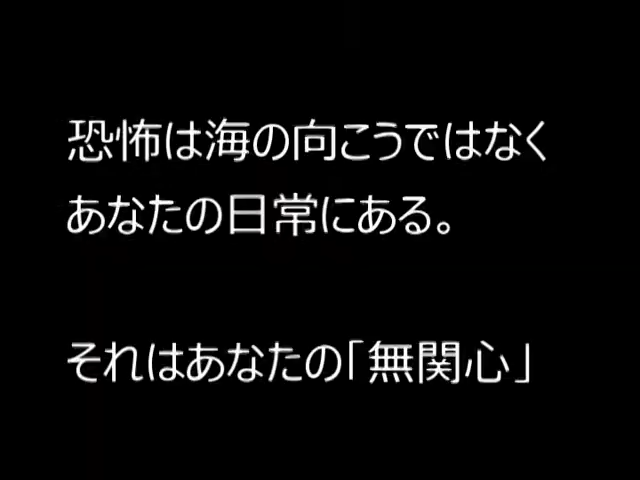 恐怖は海の向こうではなく
あなたの日常にある。
それはあなたの「無関心」